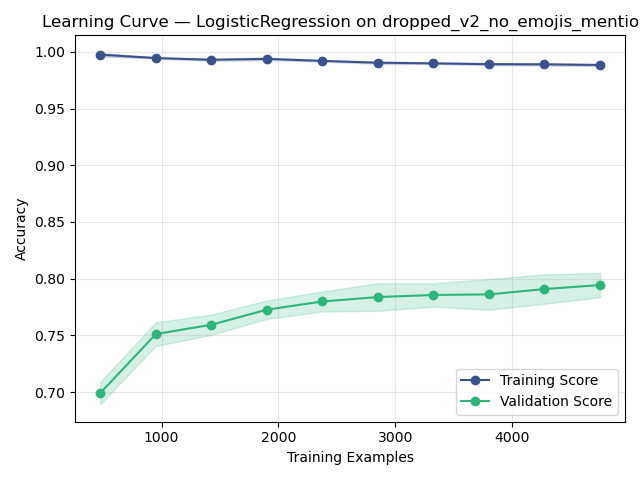 Learning Curve — LogisticRegression on dropped_v2_no_emojis_mentio
1.00
0.95
0.90
0.85
0.80
0.75
0.70
Accuracy
1000 2000 3000 4000
Training Examples
Training Score
Validation Score